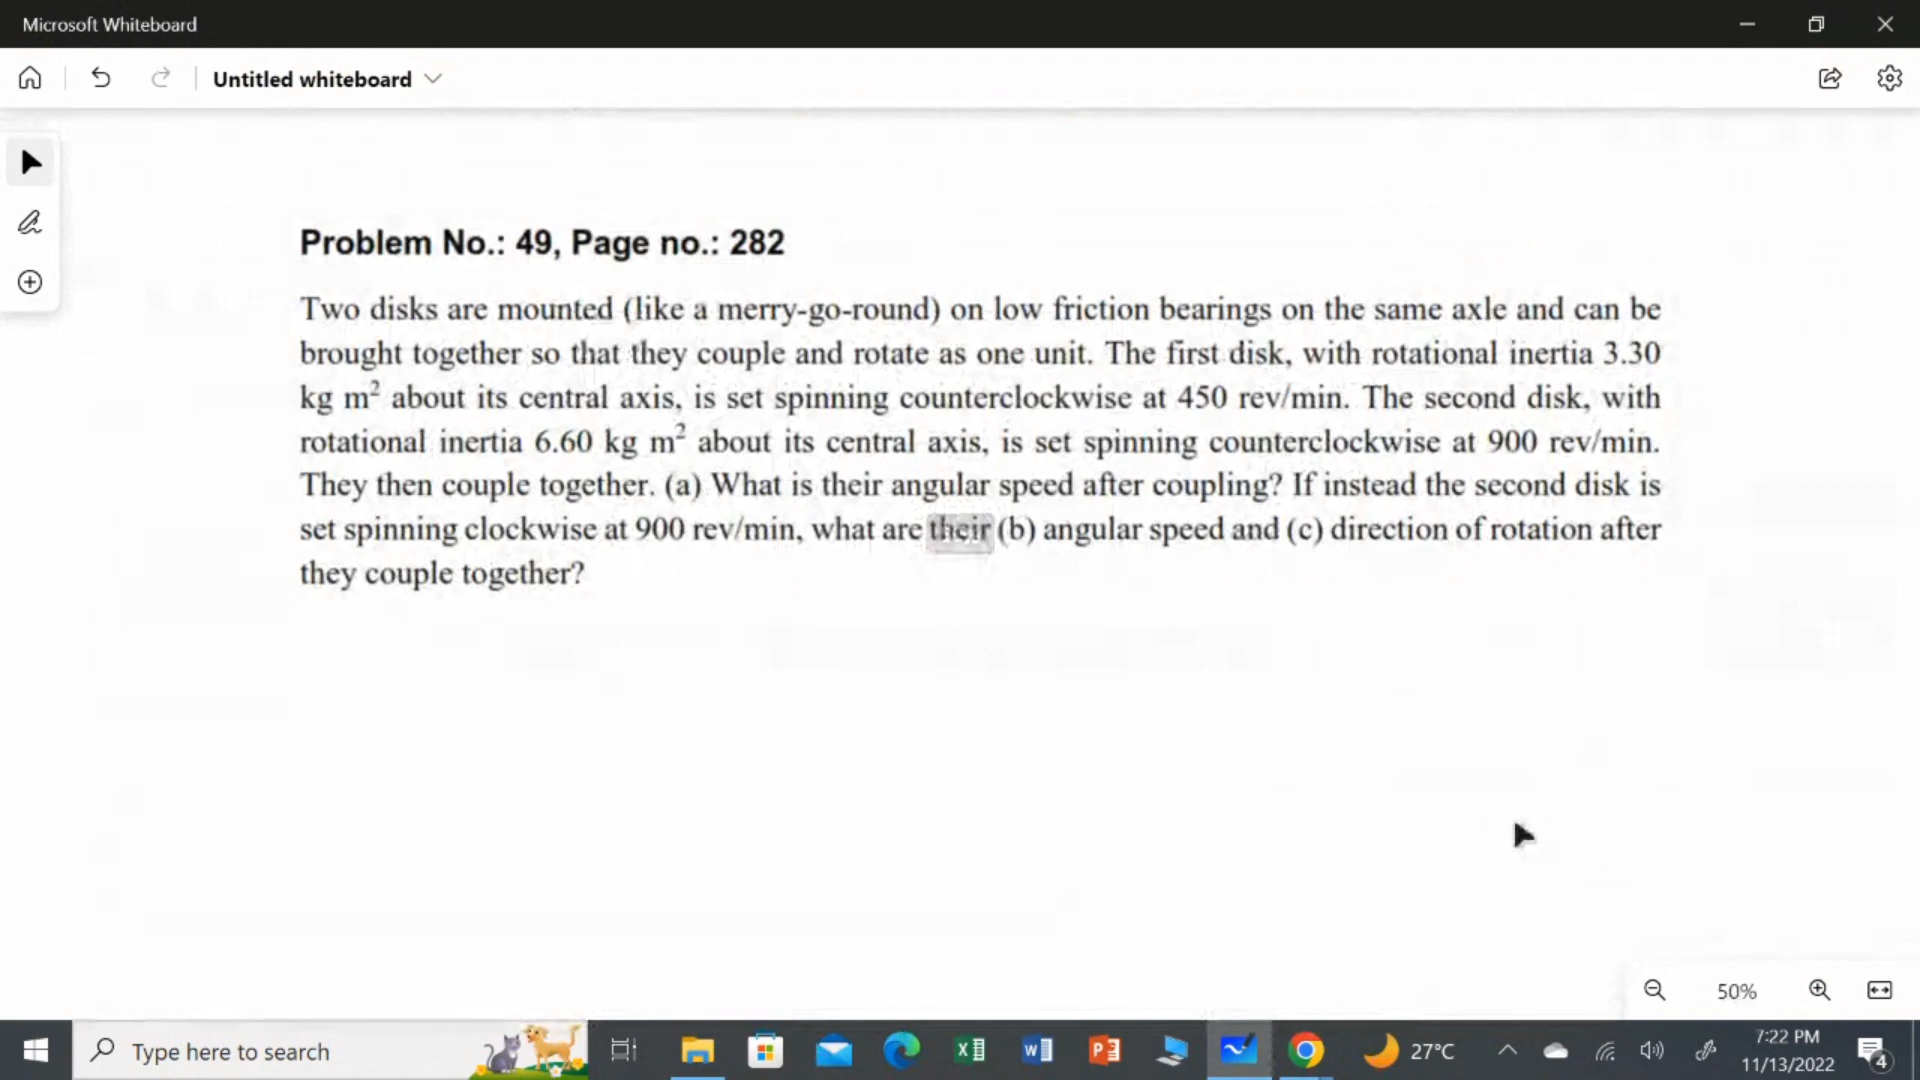 Microsoft Whiteboard
Untitled whiteboard
Problem No.: 49, Page no.: 282
Two disks are mounted (like a merry-go-round) on low friction bearings on the same axle and can be
brought together so that they couple and rotate as one unit. The first disk, with rotational inertia 3.30
kg m² about its central axis, is set spinning counterclockwise at 450 rev/min. The second disk, with
rotational inertia 6.60 kg m² about its central axis, is set spinning counterclockwise at 900 rev/min.
They then couple together. (a) What is their angular speed after coupling? If instead the second disk is
set spinning clockwise at 900 rev/min, what are their (b) angular speed and (c) direction of rotation after
they couple together?
50%
Type here to search
27°C
7:22 PM
11/13/2022
4